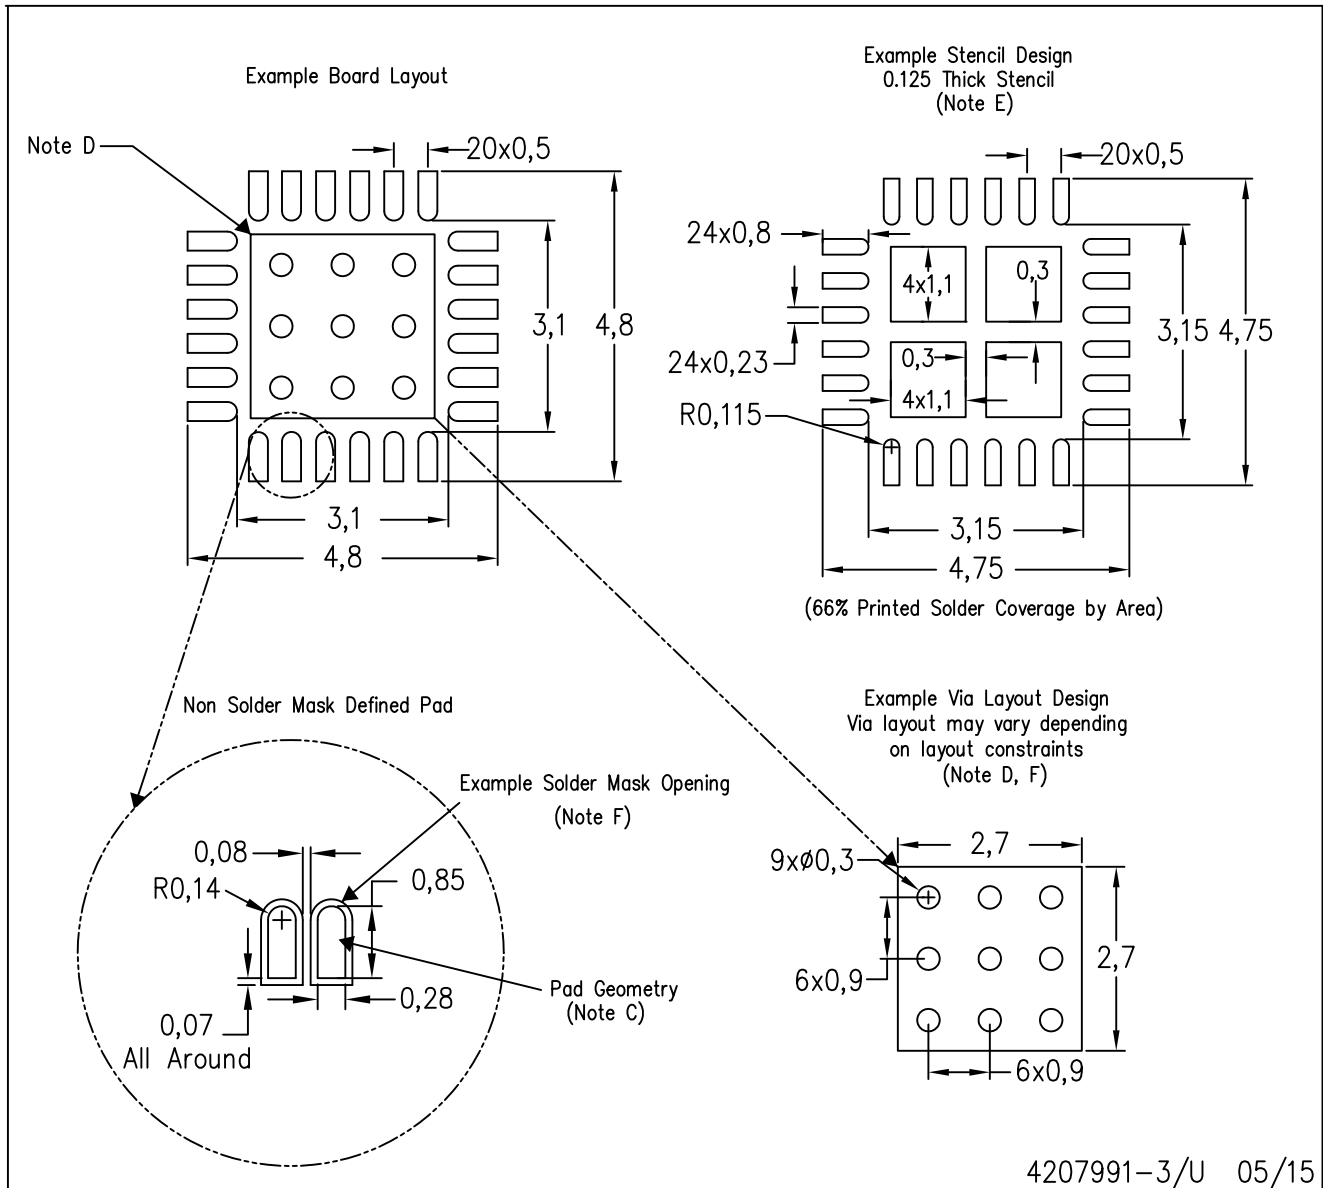 Example Board Layout
Note D
20x0,5
3,1
4,8
3,1
4,8
Example Stencil Design
0.125 Thick Stencil
(Note E)
20x0,5
24x0,8
4x1,1
0,3
3,15
4,75
24x0,23
0,3
4x1,1
R0,115
3,15
4,75
(66% Printed Solder Coverage by Area)
Non Solder Mask Defined Pad
Example Solder Mask Opening
(Note F)
0,08
R0,14
0,85
0,28
Pad Geometry
(Note C)
0,07
All Around
Example Via Layout Design
Via layout may vary depending
on layout constraints
(Note D, F)
2,7
9xø0,3
2,7
6x0,9
6x0,9
4207991-3/U 05/15